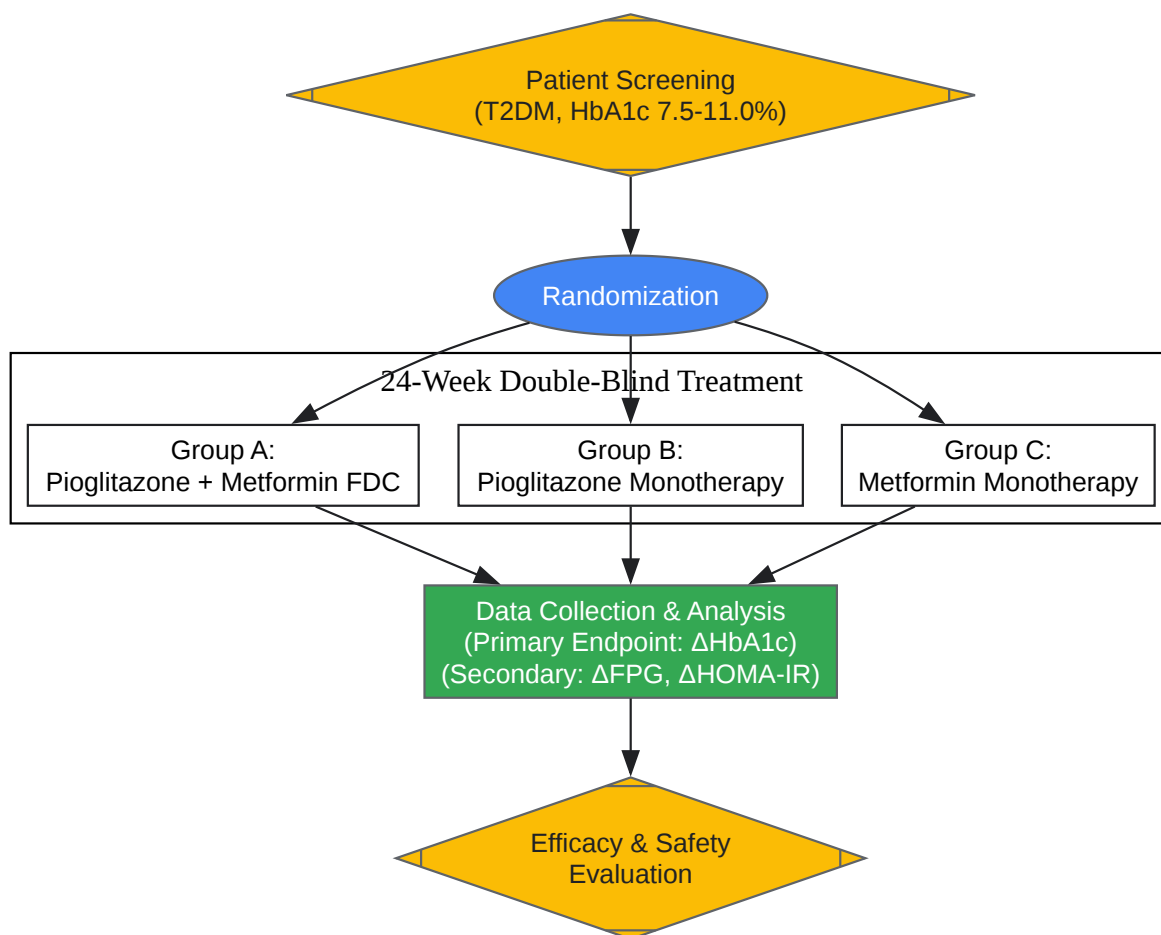 Patient Screening
(T2DM, HbA1c 7.5-11.0%)
Randomization
24-Week Double-Blind Treatment
Group A:
Pioglitazone + Metformin FDC
Group B:
Pioglitazone Monotherapy
Group C:
Metformin Monotherapy
Data Collection & Analysis
(Primary Endpoint: ΔHbA1c)
(Secondary: ΔFPG, ΔHOMA-IR)
Efficacy & Safety
Evaluation